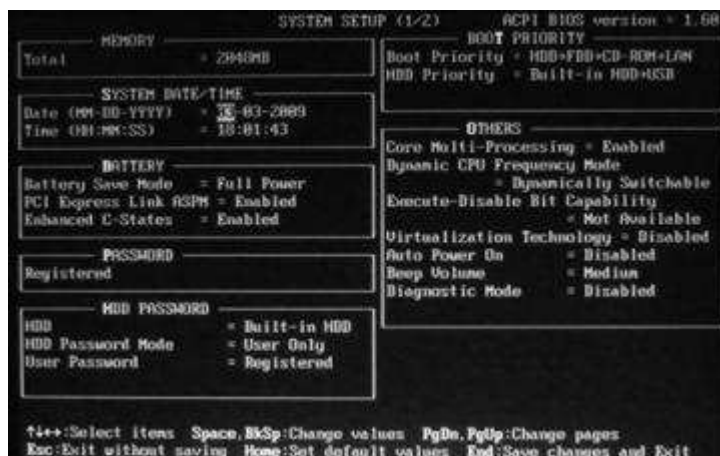 SYSTEM SETUP (1/2) ACPI BIOS version = 1.60
MEMORY
Total = 2048MB
SYSTEM DATE/TIME
Date (MM-DD-YYYY) = -03-2009
Time (HH:MM:SS) = 18:01:43
BATTERY
Battery Save Mode = Full Power
PCI Express Link ASPM = Enabled
Enhanced C-States = Enabled
PASSWORD
Registered
HDD PASSWORD
HDD = Built-in HDD
HDD Password Mode = User Only
User Password = Registered
BOOT PRIORITY
Boot Priority = HDD→FDD→CD-ROM→LAN
HDD Priority = Built-in HDD→USB
OTHERS
Core Multi-Processing = Enabled
Dynamic CPU Frequency Mode
= Dynamically Switchable
Execute-Disable Bit Capability
= Not Available
Virtualization Technology = Disabled
Auto Power On = Disabled
Beep Volume = Medium
Diagnostic Mode = Disabled
↑↓←→:Select items Space,BkSp:Change values PgDn,PgUp:Change pages
Esc:Exit without saving Home:Set default values End:Save changes and Exit